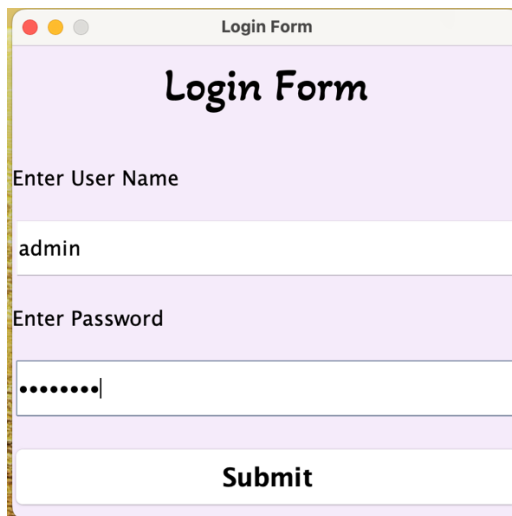 Login Form
Login Form
Enter User Name
admin
Enter Password
••••••••
Submit